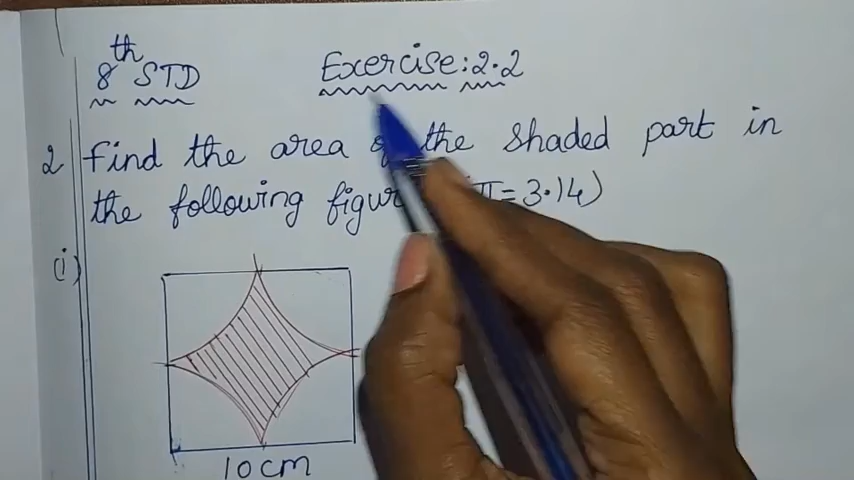 8th STD
Exercise:2.2
2 Find the area of the shaded part in
the following figur π=3.14)
(i)
10cm